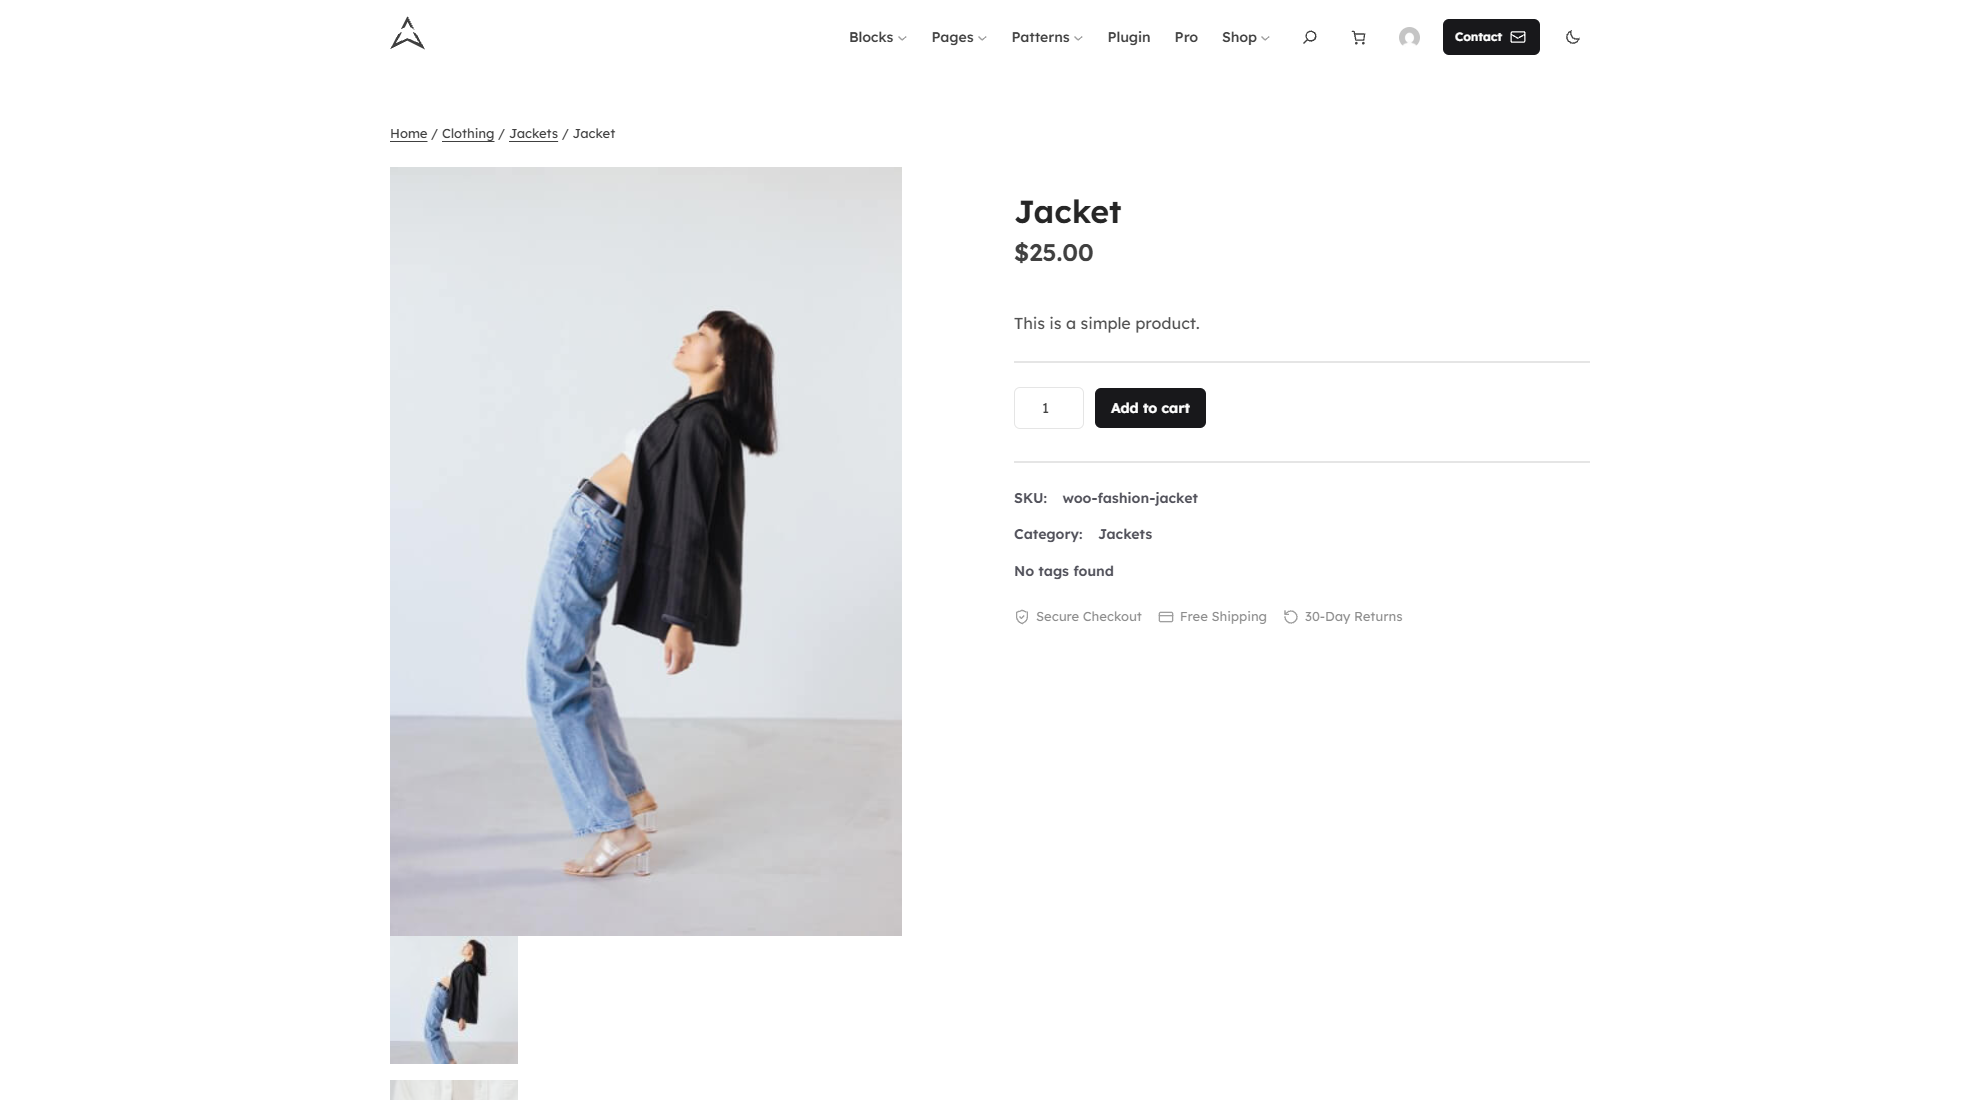 Blocks Pages Patterns Plugin Pro Shop Contact
Home / Clothing / Jackets / Jacket
Jacket
$25.00
This is a simple product.
1 Add to cart
SKU: woo-fashion-jacket
Category: Jackets
No tags found
Secure Checkout Free Shipping 30-Day Returns